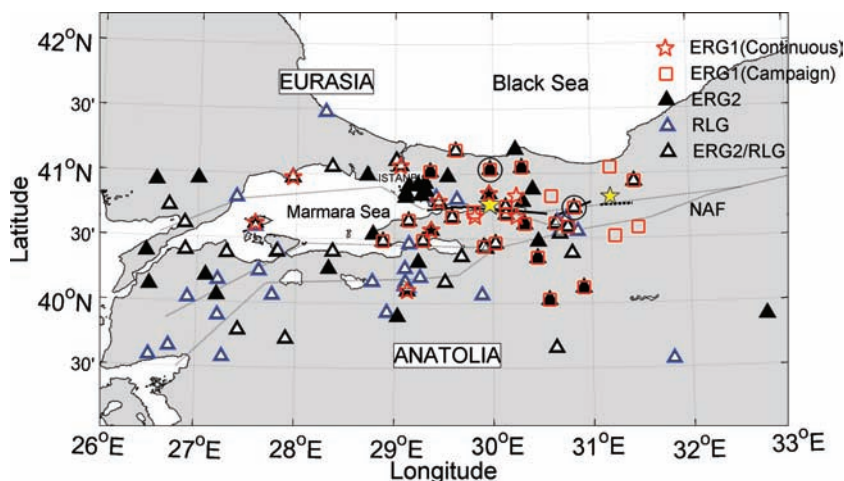 42°N
EURASIA
Black Sea
ERG1(Continuous)
ERG1(Campaign)
ERG2
RLG
ERG2/RLG
30'
41°N
Marmara Sea
NAF
30'
40°N
ANATOLIA
30'
26°E
27°E
28°E
29°E
30°E
31°E
32°E
33°E
Latitude
Longitude